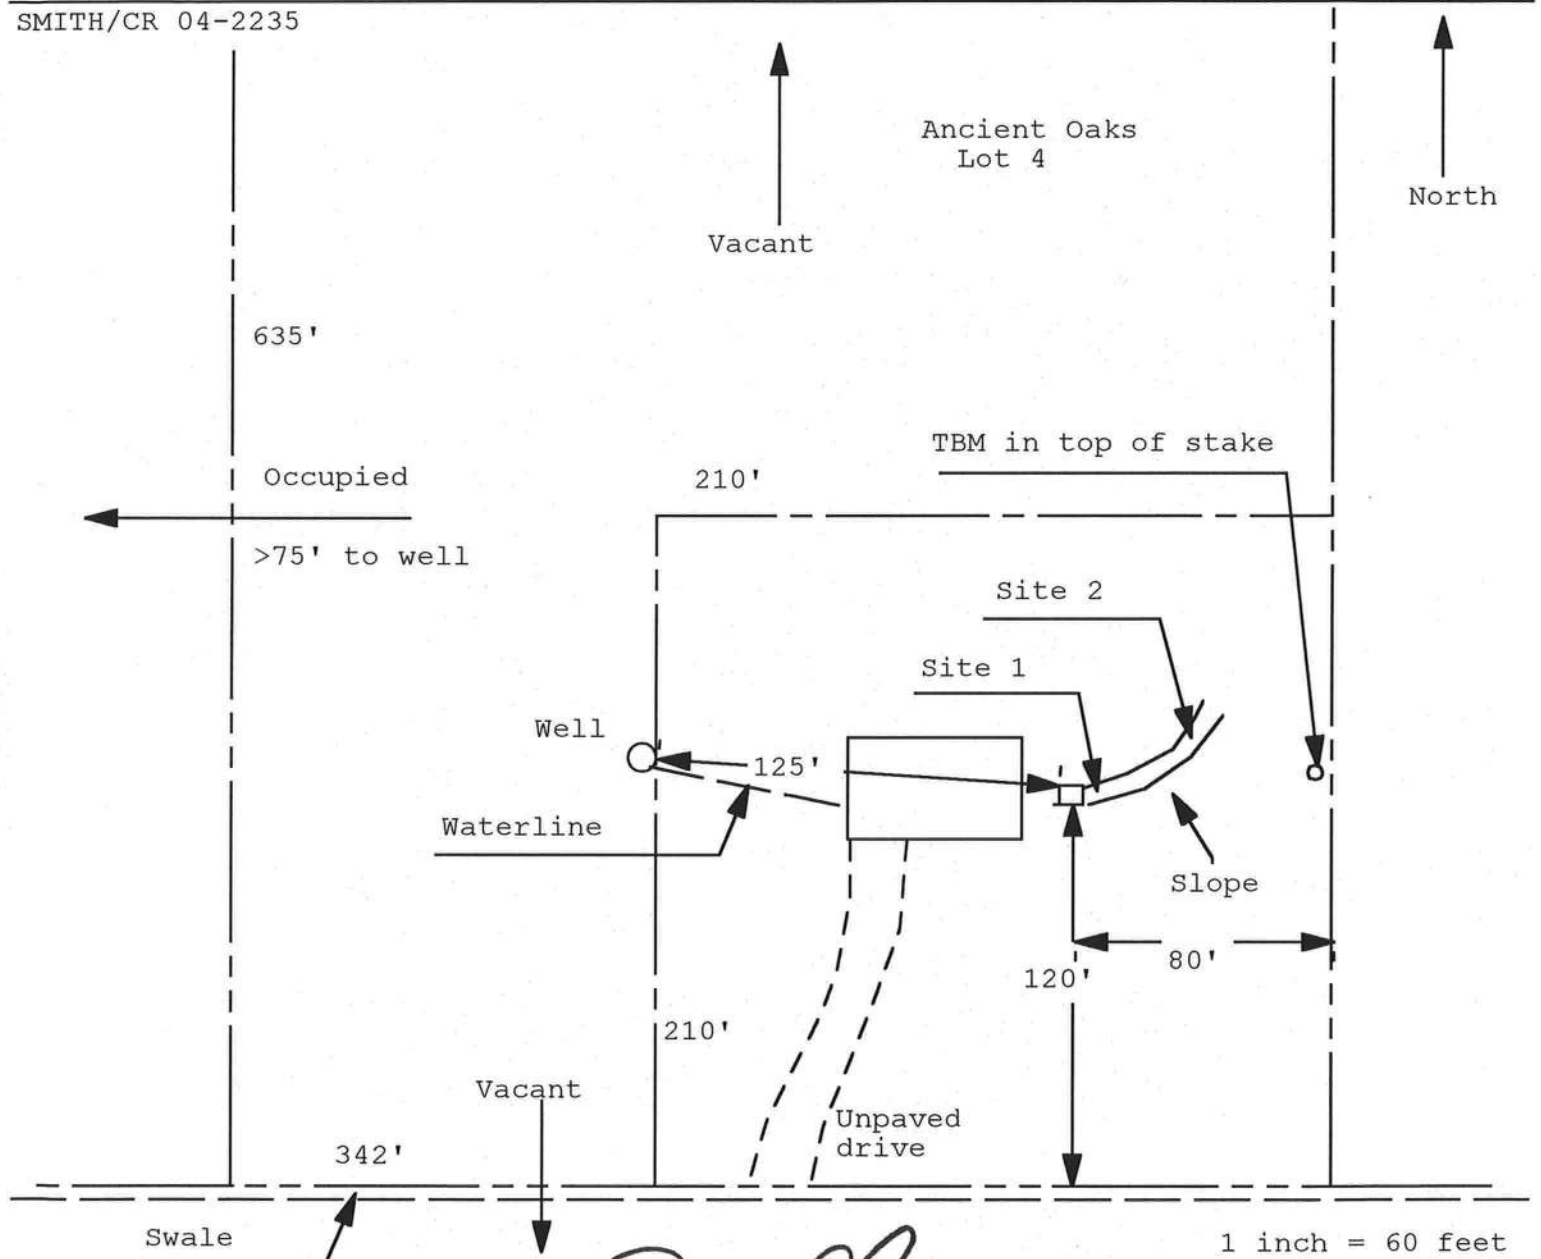 SMITH/CR 04-2235
Ancient Oaks
Lot 4
North
Vacant
635'
TBM in top of stake
Occupied
210'
>75' to well
Site 2
Site 1
Well
125'
Waterline
Slope
80'
120'
210'
Vacant
Unpaved
drive
342'
Swale
1 inch = 60 feet